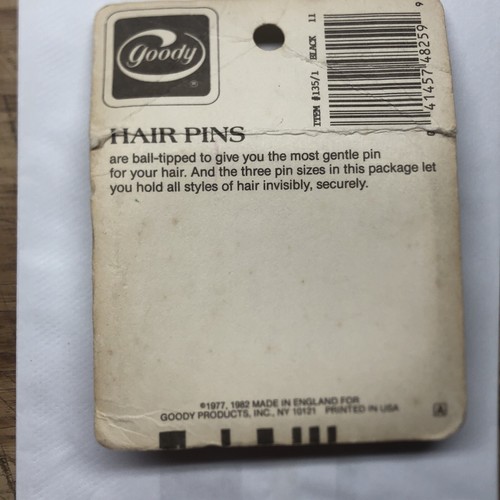 Goody
ITEM #135/1 BLACK 11
0 41457 48259 9
HAIR PINS
are ball-tipped to give you the most gentle pin
for your hair. And the three pin sizes in this package let
you hold all styles of hair invisibly, securely.
©1977, 1982 MADE IN ENGLAND FOR
GOODY PRODUCTS, INC., NY 10121 PRINTED IN USA
A